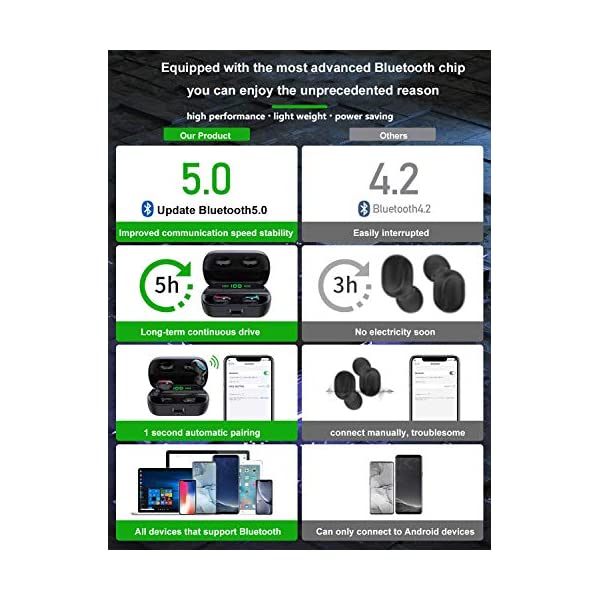 Equipped with the most advanced Bluetooth chip
you can enjoy the unprecedented reason
high performance · light weight · power saving
Our Product
Others
5.0
4.2
Update Bluetooth5.0
Bluetooth4.2
Improved communication speed stability
Easily interrupted
5h
100
3h
Long-term continuous drive
No electricity soon
100
1 second automatic pairing
connect manually, troublesome
All devices that support Bluetooth
Can only connect to Android devices